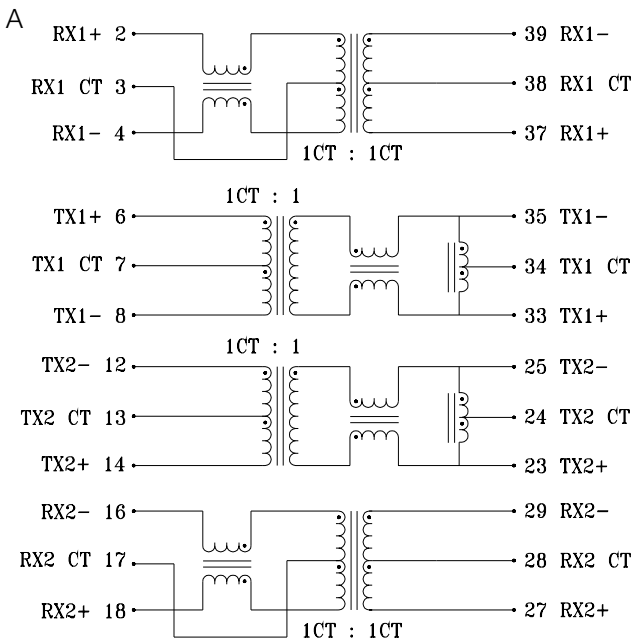 A
RX1+ 2
39 RX1-
RX1 CT 3
38 RX1 CT
RX1- 4
37 RX1+
1CT : 1CT
1CT : 1
TX1+ 6
35 TX1-
TX1 CT 7
34 TX1 CT
TX1- 8
33 TX1+
1CT : 1
TX2- 12
25 TX2-
TX2 CT 13
24 TX2 CT
TX2+ 14
23 TX2+
RX2- 16
29 RX2-
RX2 CT 17
28 RX2 CT
RX2+ 18
27 RX2+
1CT : 1CT